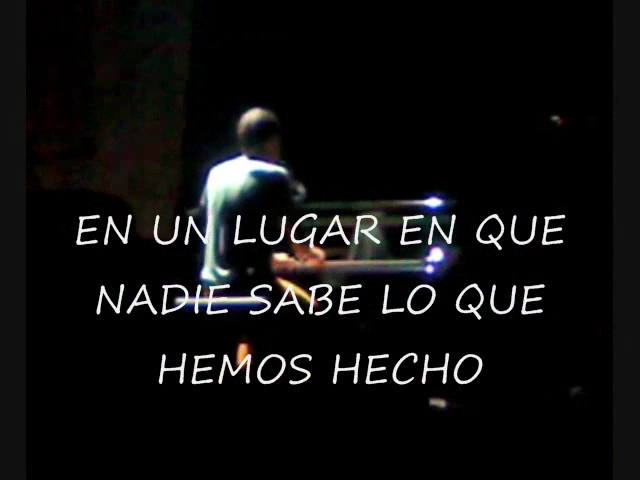 EN UN LUGAR EN QUE
NADIE SABE LO QUE
HEMOS HECHO